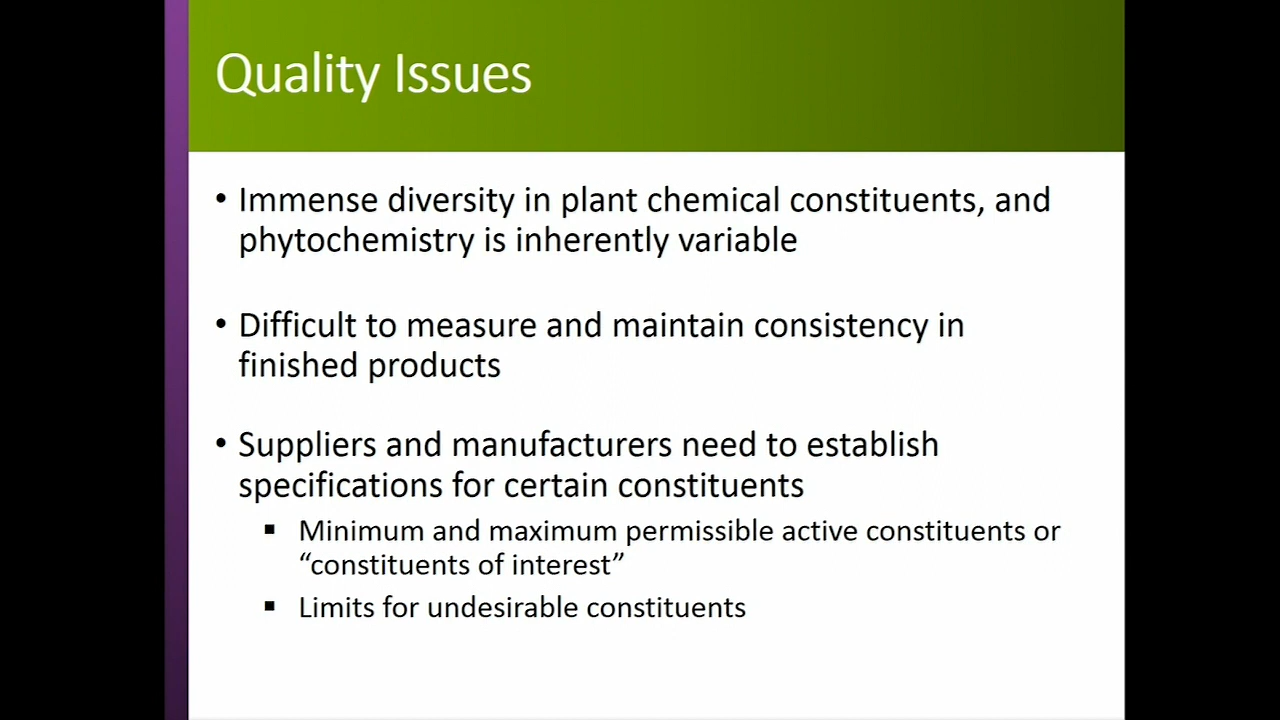 Quality Issues
• Immense diversity in plant chemical constituents, and
phytochemistry is inherently variable
• Difficult to measure and maintain consistency in
finished products
• Suppliers and manufacturers need to establish
specifications for certain constituents
▪ Minimum and maximum permissible active constituents or
“constituents of interest”
▪ Limits for undesirable constituents